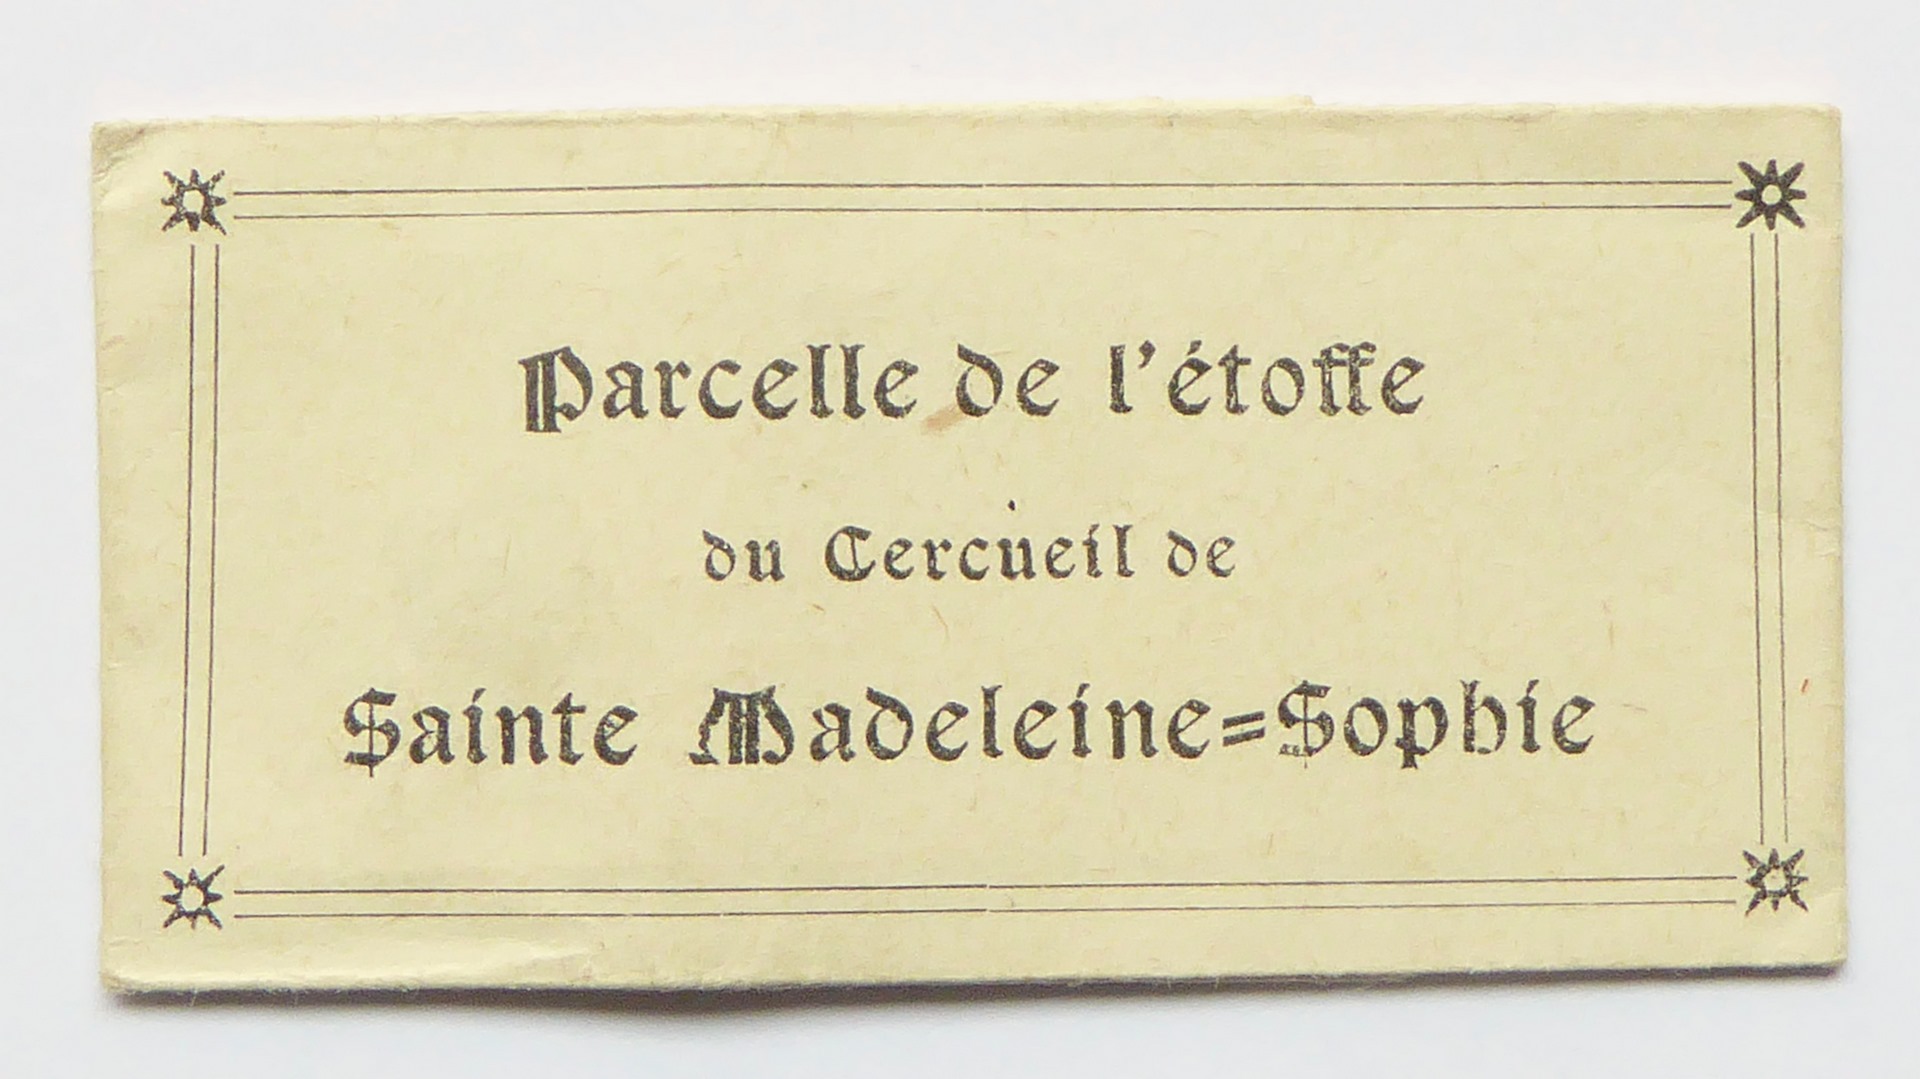 Parcelle de l'étoffe
du Cercueil de
Sainte Madeleine=Sophie